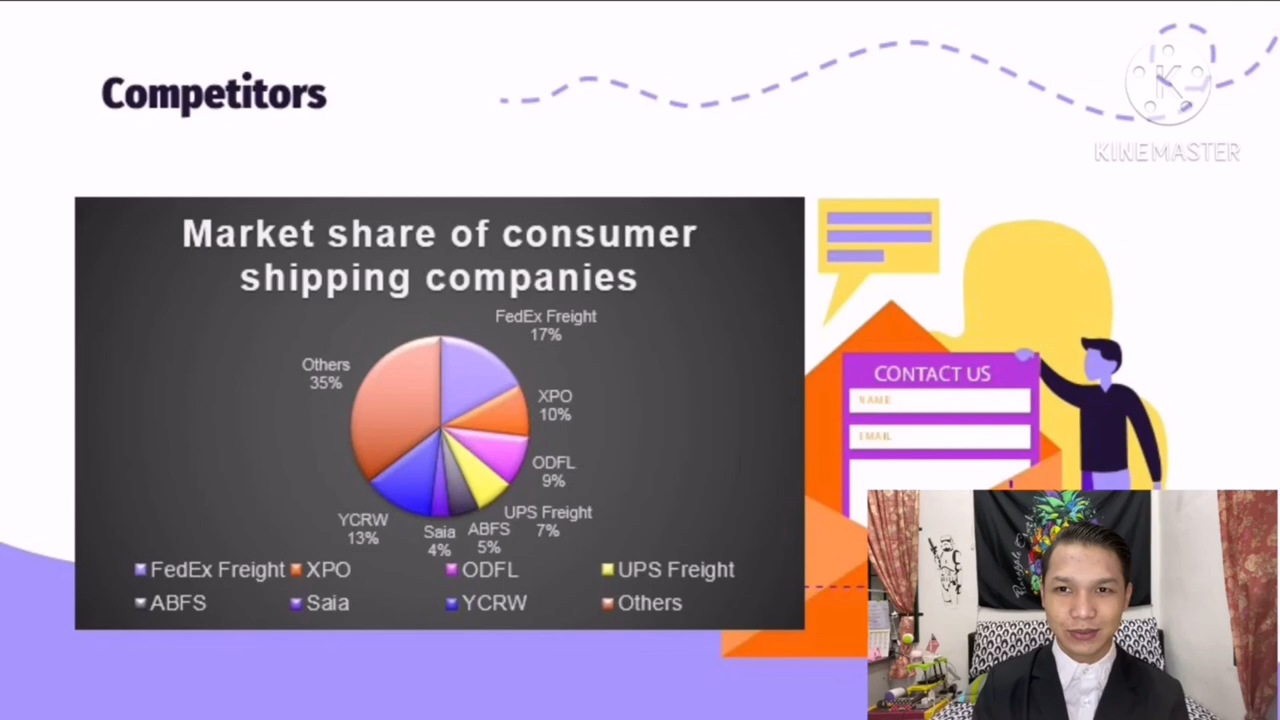 Competitors
KINEMASTER
Market share of consumer
shipping companies
FedEx Freight
17%
Others
35%
XPO
10%
ODFL
9%
UPS Freight
7%
YCRW
13%
Saia
4%
ABFS
5%
FedEx Freight XPO ODFL UPS Freight
ABFS Saia YCRW Others
CONTACT US
NAME
EMAIL